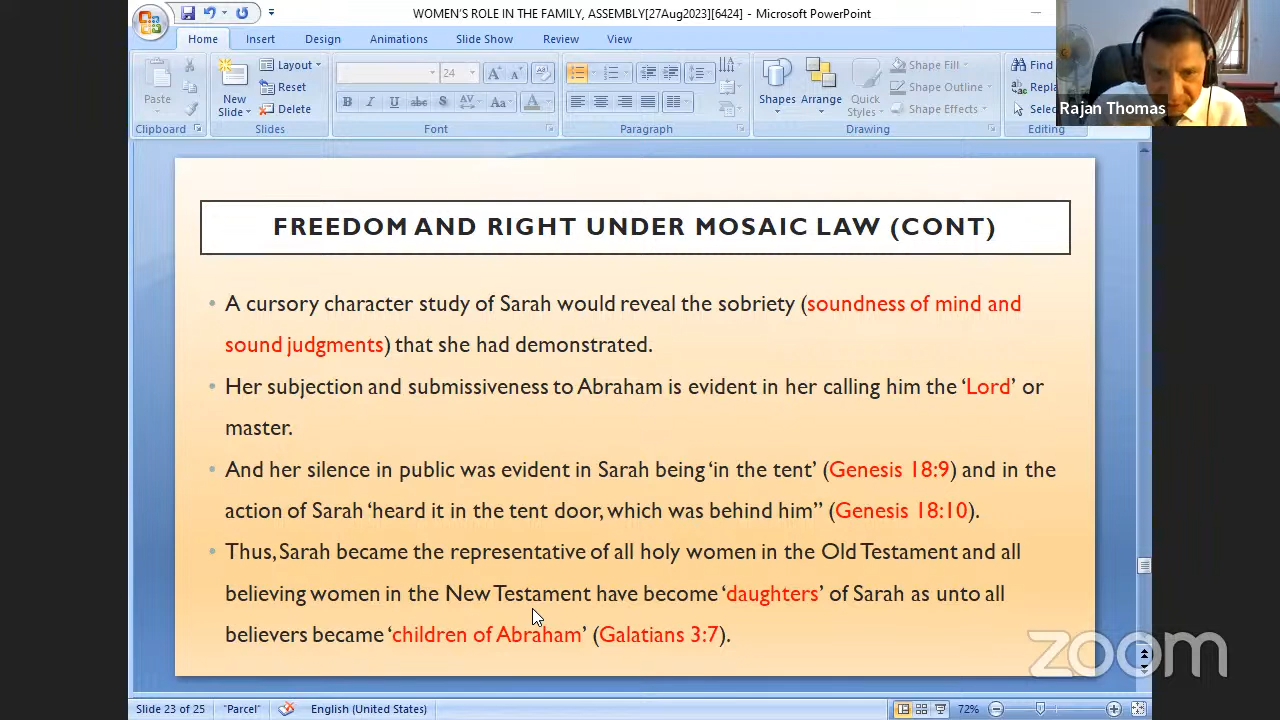 WOMEN'S ROLE IN THE FAMILY_ASSEMBLY[27Aug2023][6424] - Microsoft PowerPoint
Home Insert Design Animations Slide Show Review View
Paste
Clipboard
New
Slide
Layout
Reset
Delete
Slides
24
B I U abe S AV Aa A
Font
Paragraph
Shapes Arrange Quick
Styles
Shape Fill
Shape Outline
Shape Effects
Drawing
Find
Editing
Rajan Thomas
FREEDOM AND RIGHT UNDER MOSAIC LAW (CONT)
• A cursory character study of Sarah would reveal the sobriety (soundness of mind and
sound judgments) that she had demonstrated.
• Her subjection and submissiveness to Abraham is evident in her calling him the ‘Lord’ or
master.
• And her silence in public was evident in Sarah being ‘in the tent’ (Genesis 18:9) and in the
action of Sarah ‘heard it in the tent door, which was behind him” (Genesis 18:10).
• Thus, Sarah became the representative of all holy women in the Old Testament and all
believing women in the New Testament have become ‘daughters’ of Sarah as unto all
believers became ‘children of Abraham’ (Galatians 3:7).
zoom
Slide 23 of 25 "Parcel" English (United States) 72%